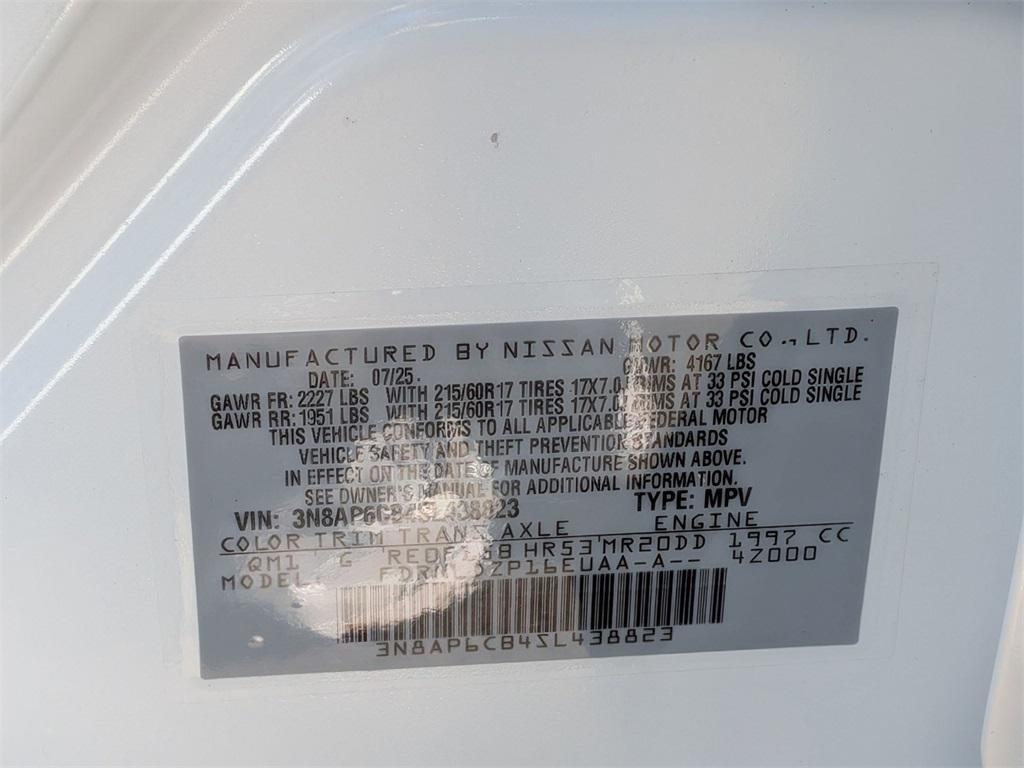 MANUFACTURED BY NISSAN MOTOR CO., LTD.
DATE: 07/25. GVWR: 4167 LBS
GAWR FR: 2227 LBS WITH 215/60R17 TIRES 17X7.0 RIMS AT 33 PSI COLD SINGLE
GAWR RR: 1951 LBS WITH 215/60R17 TIRES 17X7.0 RIMS AT 33 PSI COLD SINGLE
THIS VEHICLE CONFORMS TO ALL APPLICABLE FEDERAL MOTOR
VEHICLE SAFETY AND THEFT PREVENTION STANDARDS
IN EFFECT ON THE DATE OF MANUFACTURE SHOWN ABOVE.
SEE OWNER'S MANUAL FOR ADDITIONAL INFORMATION.
VIN: 3N8AP6CB4SL438823 TYPE: MPV
COLOR TRIM TRANS AXLE ENGINE
QM1 G HR53 MR20DD 1997 CC
MODEL 4Z000
3N8AP6CB4SL438823